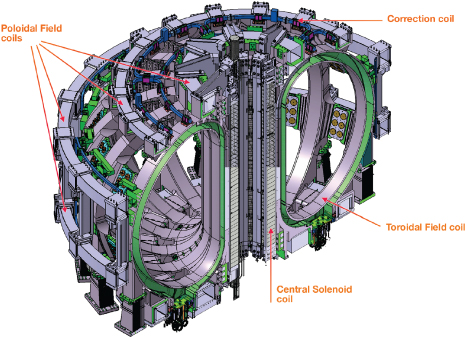 Correction coil
Poloidal Field
coils
Toroidal Field coil
Central Solenoid
coil